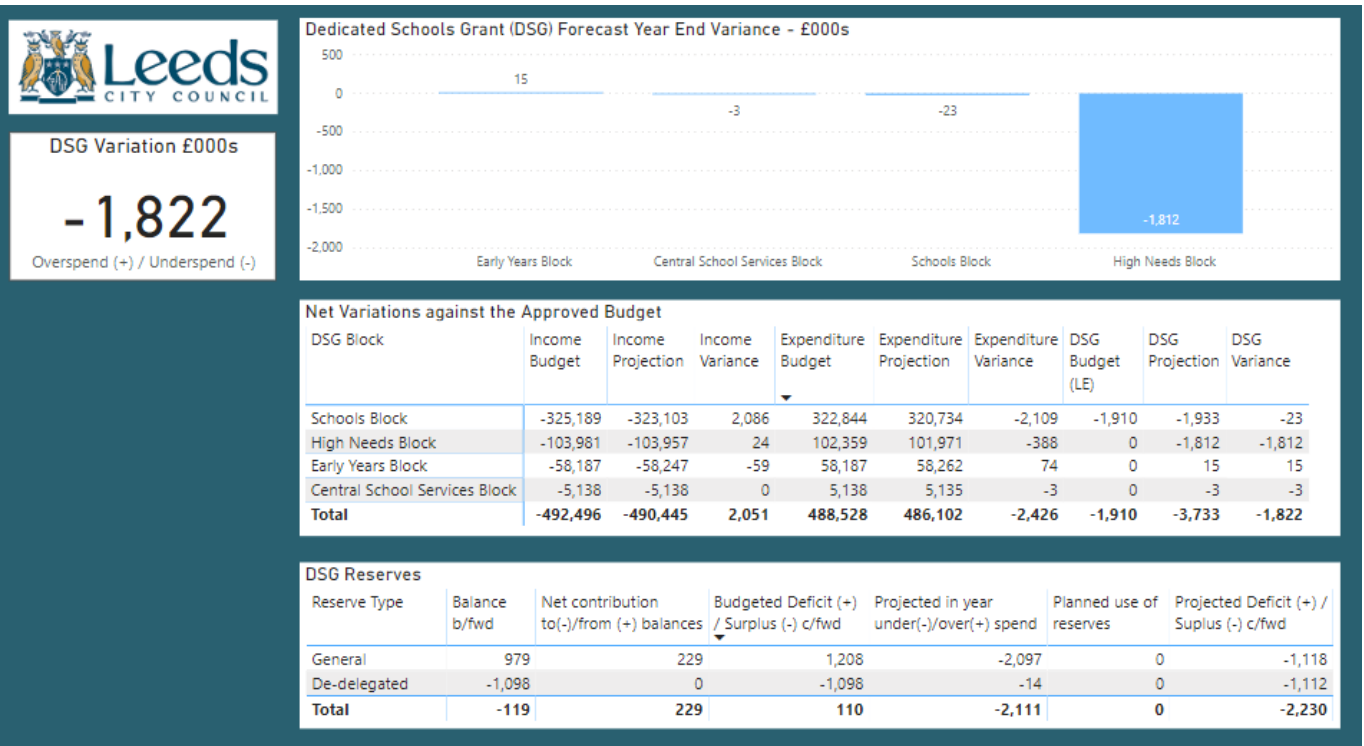 Leeds
CITY COUNCIL
DSG Variation £000s
-1,822
Overspend (+) / Underspend (-)
Dedicated Schools Grant (DSG) Forecast Year End Variance - £000s
500
0
-500
-1,000
-1,500
-2,000
15
-3
-23
-1,812
Early Years Block Central School Services Block Schools Block High Needs Block
Net Variations against the Approved Budget
DSG Block Income Income Income Expenditure Expenditure Expenditure DSG DSG DSG
Budget Projection Variance Budget Projection Variance Budget Projection Variance
(LE)
Schools Block -325,189 -323,103 2,086 322,844 320,734 -2,109 -1,910 -1,933 -23
High Needs Block -103,981 -103,957 24 102,359 101,971 -388 0 -1,812 -1,812
Early Years Block -58,187 -58,247 -59 58,187 58,262 74 0 15 15
Central School Services Block -5,138 -5,138 0 5,138 5,135 -3 0 -3 -3
Total -492,496 -490,445 2,051 488,528 486,102 -2,426 -1,910 -3,733 -1,822
DSG Reserves
Reserve Type Balance Net contribution Budgeted Deficit (+) Projected in year Planned use of Projected Deficit (+) /
b/fwd to(-)/from (+) balances / Surplus (-) c/fwd under(-)/over(+) spend reserves Suplus (-) c/fwd
General 979 229 1,208 -2,097 0 -1,118
De-delegated -1,098 0 -1,098 -14 0 -1,112
Total -119 229 110 -2,111 0 -2,230